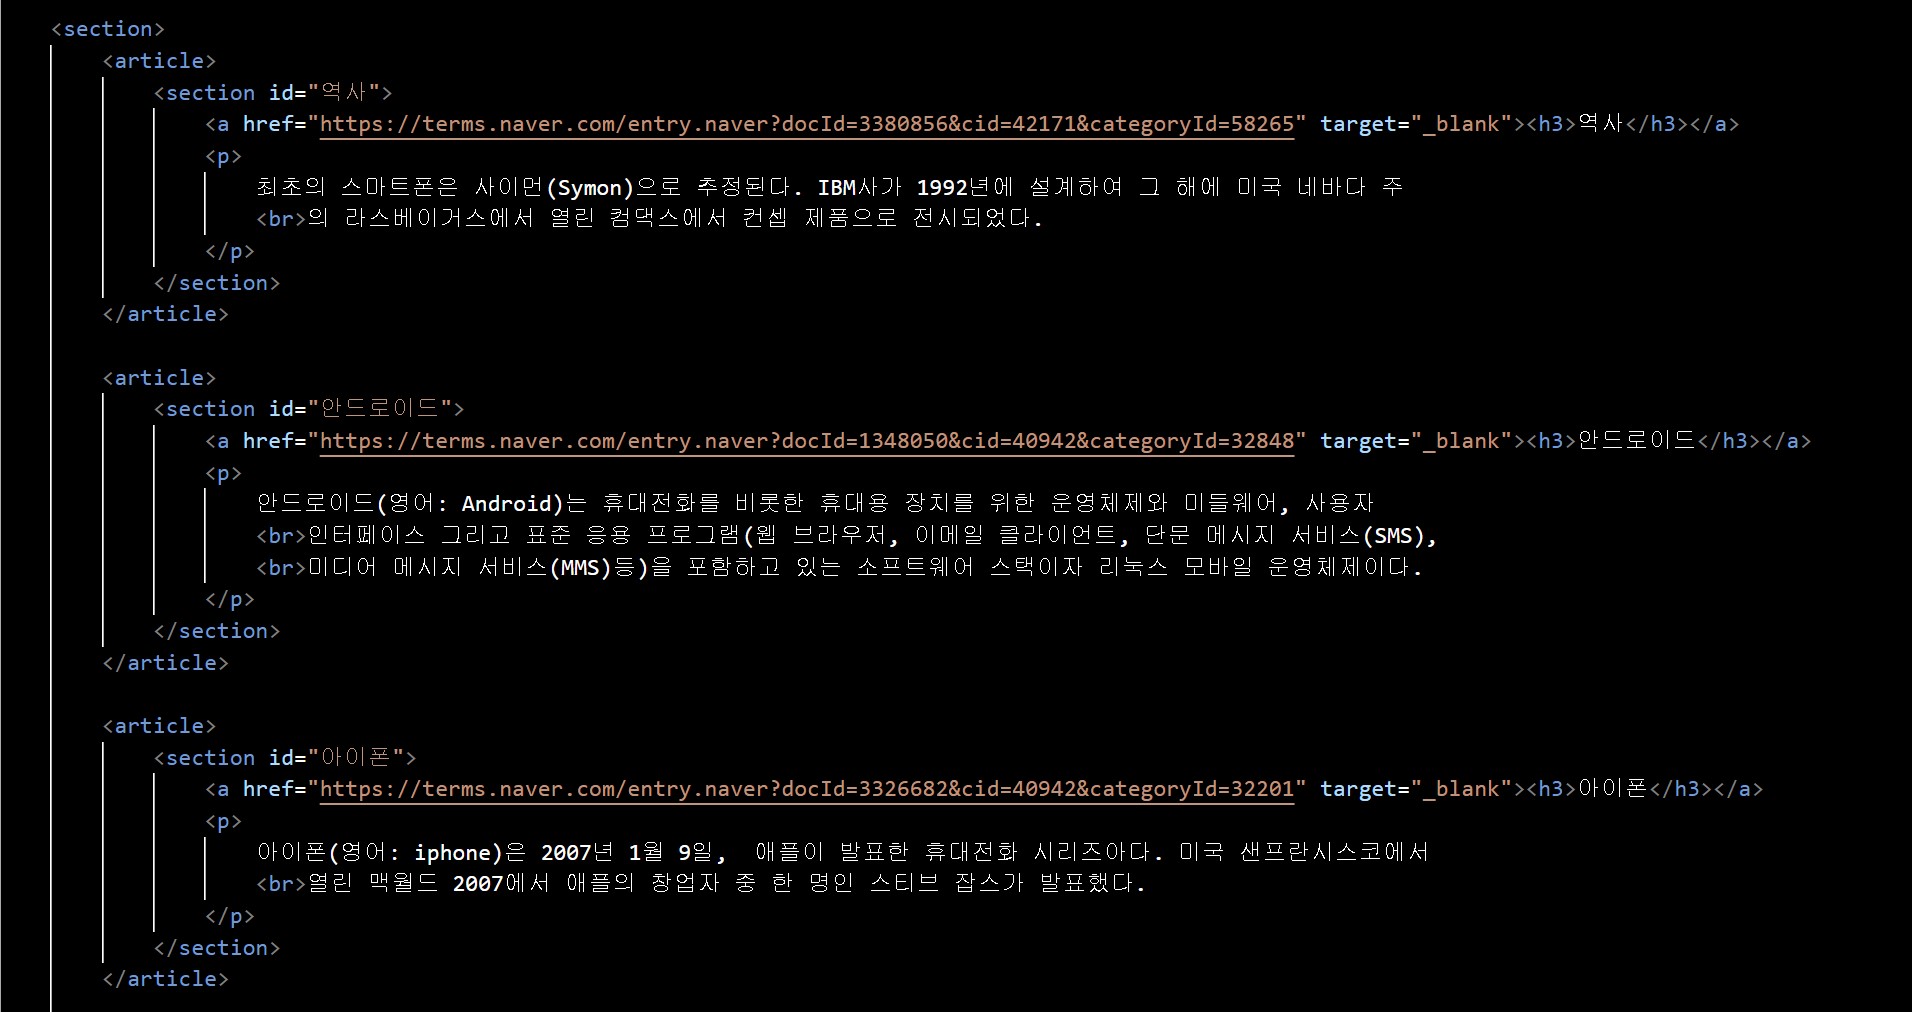 <section>
<article>
<section id="역사">
<a href="https://terms.naver.com/entry.naver?docId=3380856&cid=42171&categoryId=58265" target="_blank"><h3>역사</h3></a>
<p>
최초의 스마트폰은 사이먼(Symon)으로 추정된다. IBM사가 1992년에 설계하여 그 해에 미국 네바다 주
<br>의 라스베이거스에서 열린 컴댁스에서 컨셉 제품으로 전시되었다.
</p>
</section>
</article>
<article>
<section id="안드로이드">
<a href="https://terms.naver.com/entry.naver?docId=1348050&cid=40942&categoryId=32848" target="_blank"><h3>안드로이드</h3></a>
<p>
안드로이드(영어: Android)는 휴대전화를 비롯한 휴대용 장치를 위한 운영체제와 미들웨어, 사용자
<br>인터페이스 그리고 표준 응용 프로그램(웹 브라우저, 이메일 클라이언트, 단문 메시지 서비스(SMS),
<br>미디어 메시지 서비스(MMS)등)을 포함하고 있는 소프트웨어 스택이자 리눅스 모바일 운영체제이다.
</p>
</section>
</article>
<article>
<section id="아이폰">
<a href="https://terms.naver.com/entry.naver?docId=3326682&cid=40942&categoryId=32201" target="_blank"><h3>아이폰</h3></a>
<p>
아이폰(영어: iphone)은 2007년 1월 9일,  애플이 발표한 휴대전화 시리즈아다. 미국 샌프란시스코에서
<br>열린 맥월드 2007에서 애플의 창업자 중 한 명인 스티브 잡스가 발표했다.
</p>
</section>
</article>